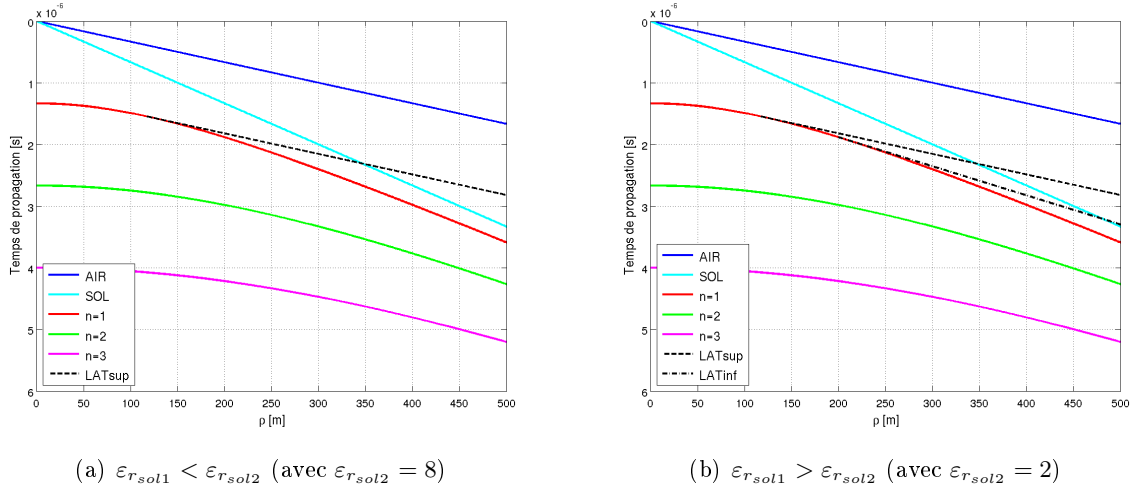 x 10⁻⁶
0
1
2
3
4
5
6
Temps de propagation [s]
AIR
SOL
n=1
n=2
n=3
LATsup
0 50 100 150 200 250 300 350 400 450 500
ρ [m]
(a) ε_{r_{sol1}} < ε_{r_{sol2}} (avec ε_{r_{sol2}} = 8)
x 10⁻⁶
0
1
2
3
4
5
6
Temps de propagation [s]
AIR
SOL
n=1
n=2
n=3
LATsup
LATinf
0 50 100 150 200 250 300 350 400 450 500
ρ [m]
(b) ε_{r_{sol1}} > ε_{r_{sol2}} (avec ε_{r_{sol2}} = 2)